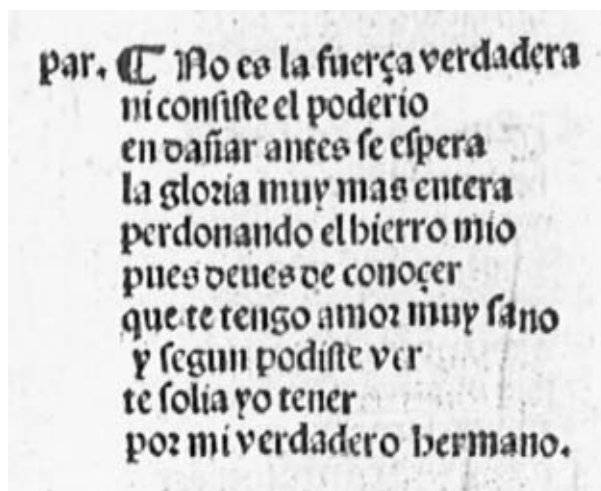 par. ¶ No es la fuerça verdadera
ni consiste el poderio
en dañar antes se espera
la gloria muy mas entera
perdonando el hierro mio
pues deues de conoçer
que te tengo amor muy sano
y segun podiste ver
te solia yo tener
por mi verdadero hermano.